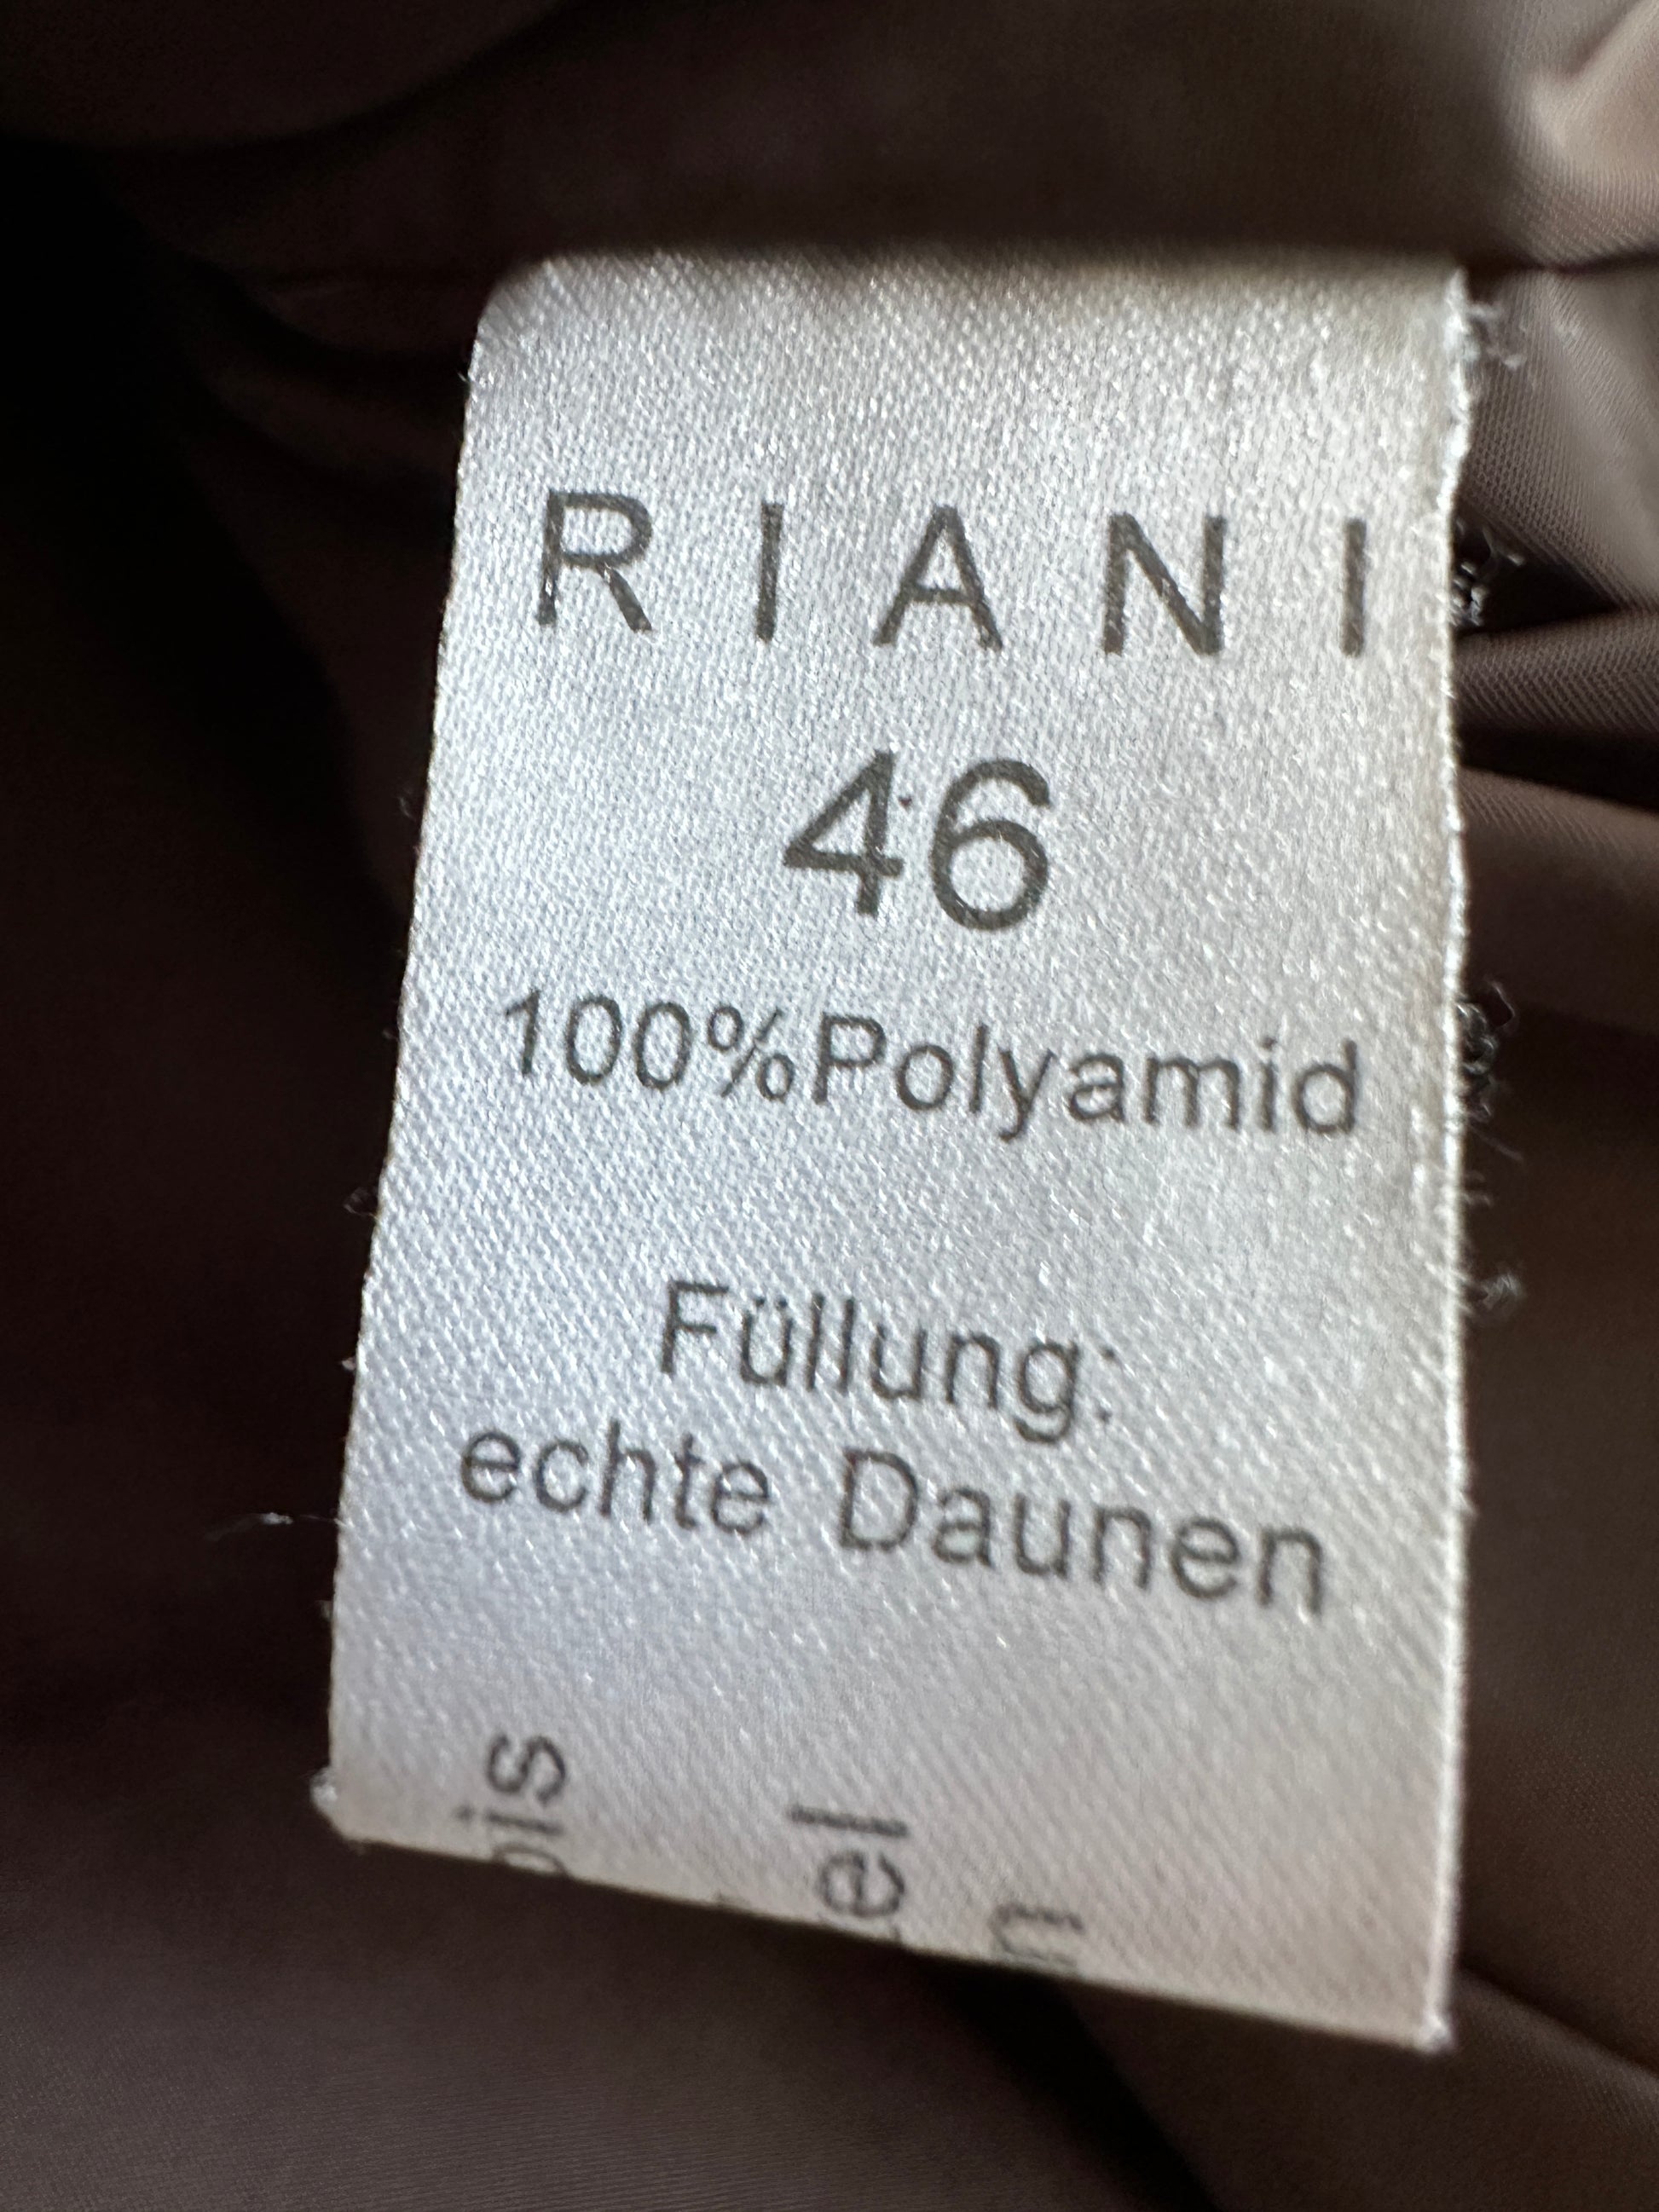 RIANI
46
100%Polyamid
Füllung:
echte Daunen